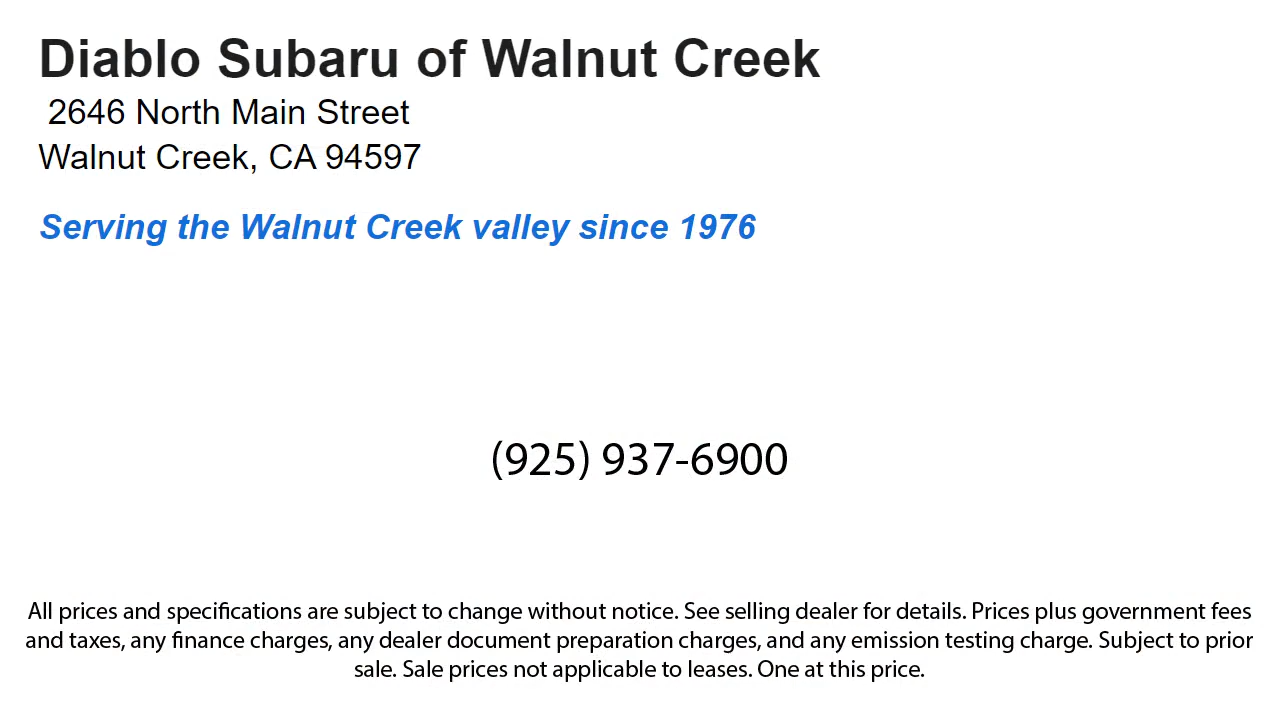 Diablo Subaru of Walnut Creek
2646 North Main Street
Walnut Creek, CA 94597
Serving the Walnut Creek valley since 1976
(925) 937-6900
All prices and specifications are subject to change without notice. See selling dealer for details. Prices plus government fees
and taxes, any finance charges, any dealer document preparation charges, and any emission testing charge. Subject to prior
sale. Sale prices not applicable to leases. One at this price.